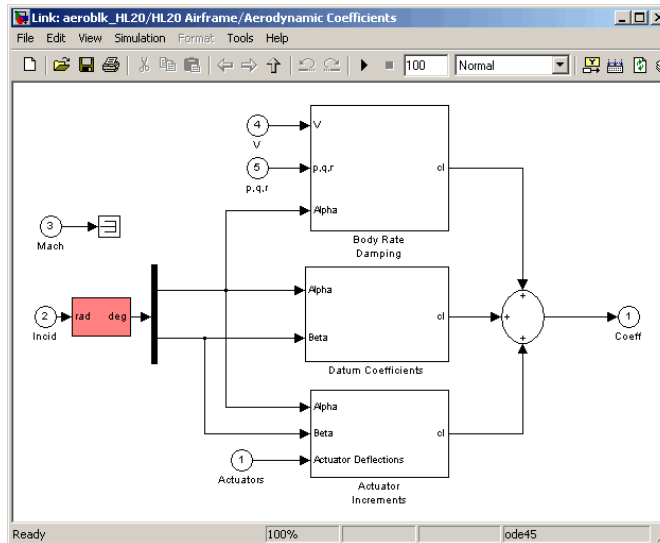 Link: aeroblk_HL20/HL20 Airframe/Aerodynamic Coefficients
File Edit View Simulation Format Tools Help
100 Normal
4
V
5
p,q,r
V
p,q,r
Alpha
cl
Body Rate
Damping
3
Mach
2
Incid
rad deg
Alpha
Beta
cl
Datum Coefficients
1
Coeff
Alpha
Beta
Actuator Deflections
cl
Actuator
Increments
1
Actuators
Ready 100% ode45